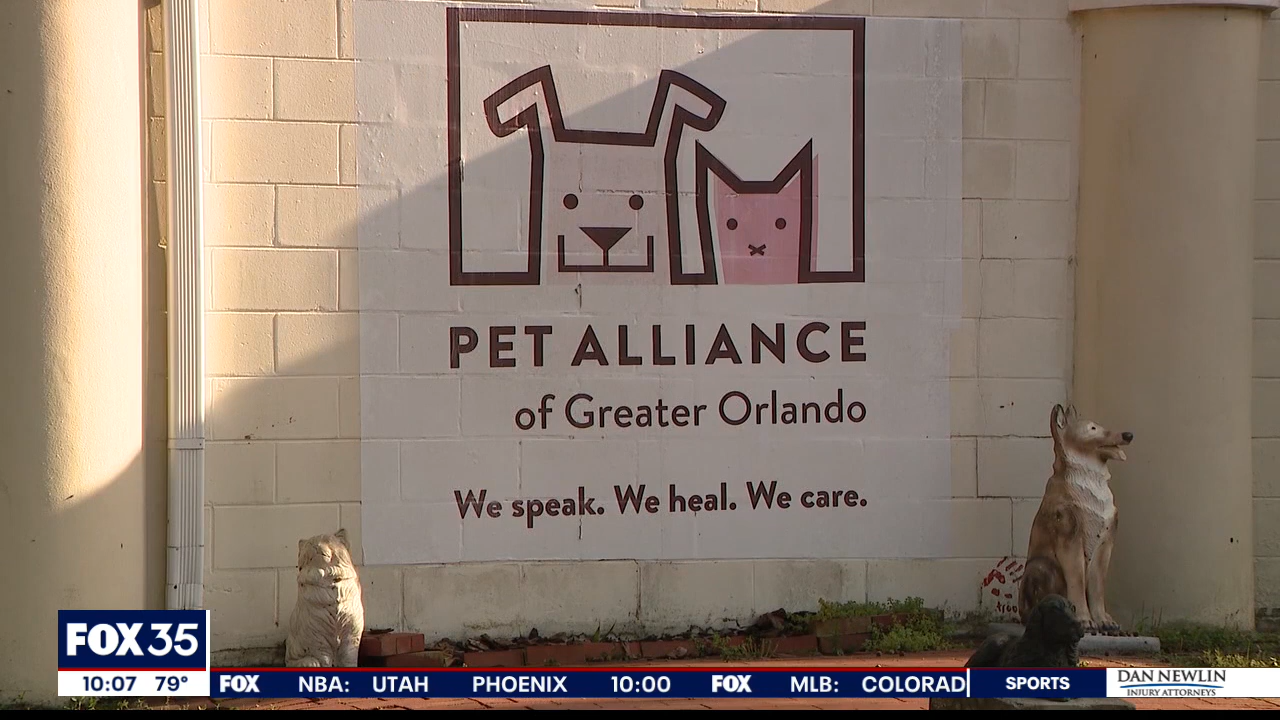 PET ALLIANCE
of Greater Orlando
We speak. We heal. We care.
FOX 35
10:07 79°
FOX NBA: UTAH PHOENIX 10:00 FOX MLB: COLORAD
SPORTS
DAN NEWLIN
INJURY ATTORNEYS